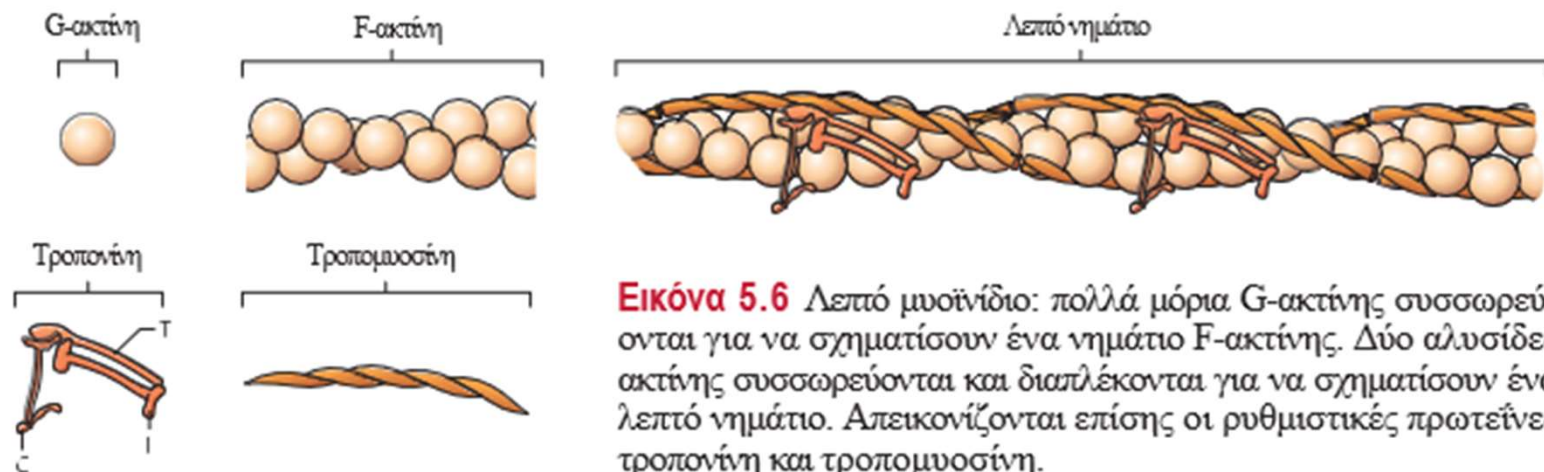 G-ακτίνη
F-ακτίνη
Λεπτό νημάτιο
Τροπονίνη
Τροπομυοσίνη
T
I
C
Εικόνα 5.6 Λεπτό μυοϊνίδιο: πολλά μόρια G-ακτίνης συσσωρεύ-
ονται για να σχηματίσουν ένα νημάτιο F-ακτίνης. Δύο αλυσίδε
ακτίνης συσσωρεύονται και διαπλέκονται για να σχηματίσουν ένα
λεπτό νημάτιο. Απεικονίζονται επίσης οι ρυθμιστικές πρωτεΐνε
τροπονίνη και τροπομυοσίνη.